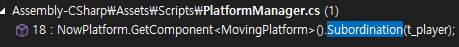 Assembly-CSharp₩Assets₩Scripts₩PlatformManager.cs (1)
18 : NowPlatform.GetComponent<MovingPlatform>().Subordination(t_player);